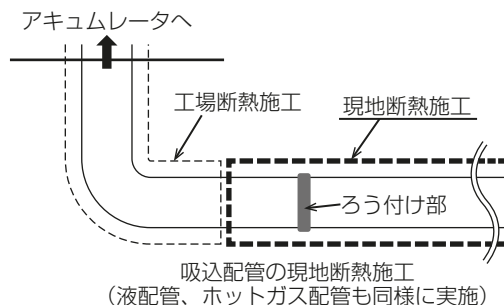 アキュムレータへ
工場断熱施工
現地断熱施工
ろう付け部
吸込配管の現地断熱施工
（液配管、ホットガス配管も同様に実施）